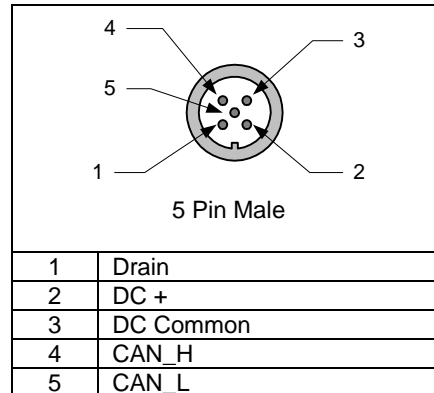 4 3
5
1 2
5 Pin Male
1 Drain
2 DC +
3 DC Common
4 CAN_H
5 CAN_L